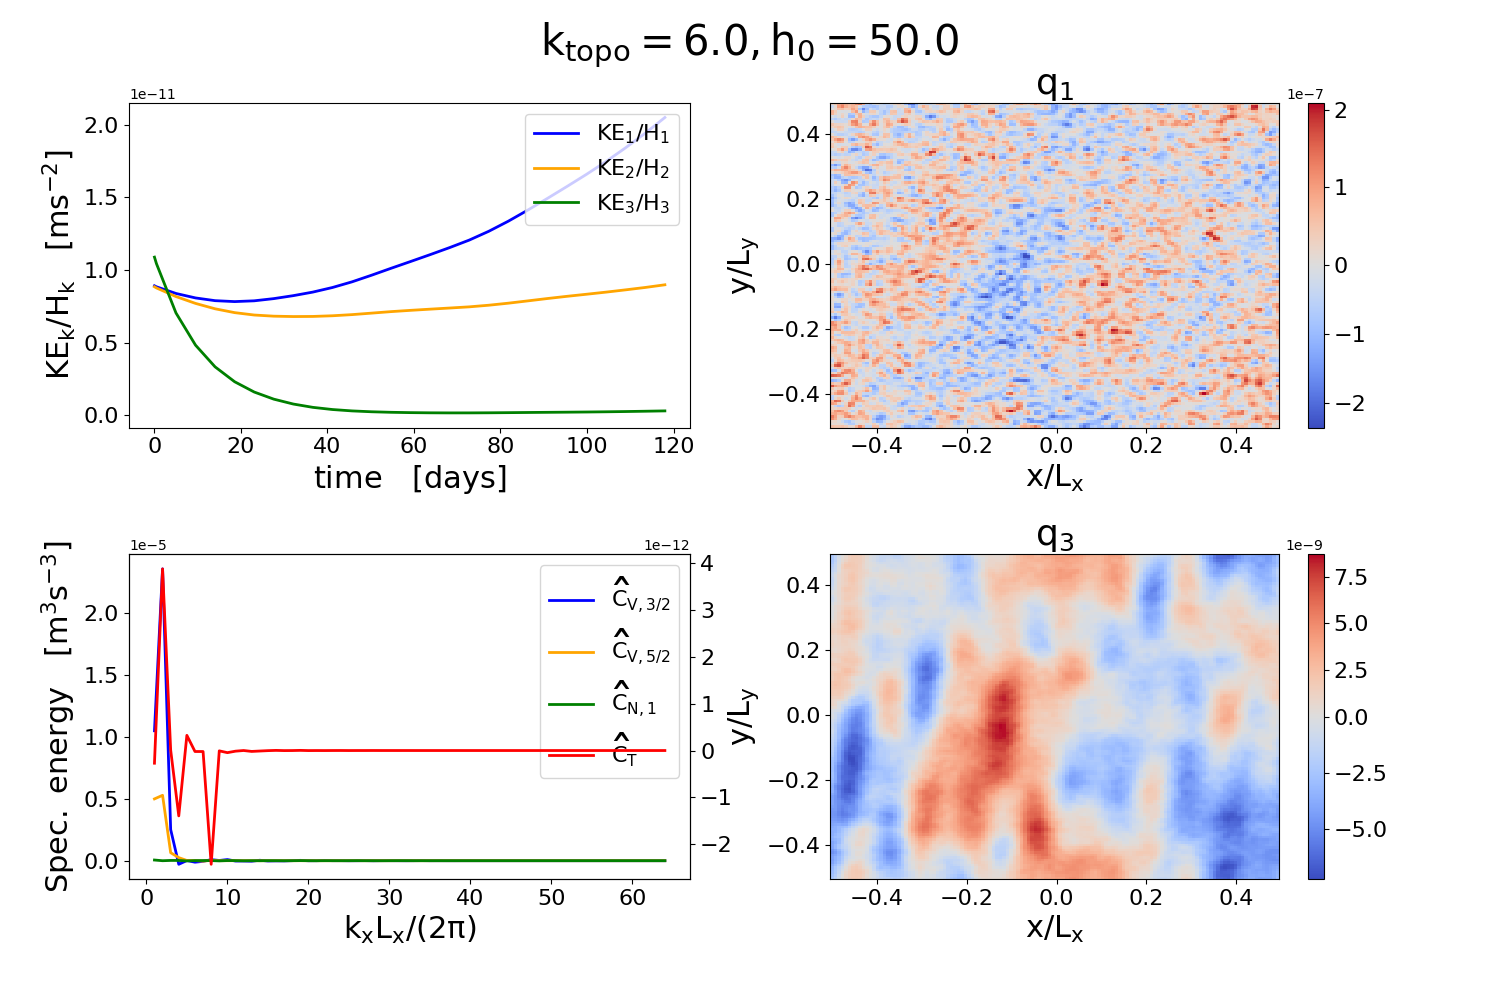 k_topo = 6.0, h_0 = 50.0
1e−11
2.0
1.5
1.0
0.5
0.0
KE_k/H_k [ms^−2]
KE_1/H_1
KE_2/H_2
KE_3/H_3
0 20 40 60 80 100 120
time [days]
q_1
1e−7
0.4
0.2
0.0
−0.2
−0.4
y/L_y
−0.4 −0.2 0.0 0.2 0.4
x/L_x
2
1
0
−1
−2
1e−5
1e−12
2.0
1.5
1.0
0.5
0.0
Spec. energy [m^3s^−3]
Ĉ_V,3/2
Ĉ_V,5/2
Ĉ_N,1
Ĉ_T
4
3
2
1
0
−1
−2
0 10 20 30 40 50 60
k_xL_x/(2π)
q_3
1e−9
0.4
0.2
0.0
−0.2
−0.4
y/L_y
−0.4 −0.2 0.0 0.2 0.4
x/L_x
7.5
5.0
2.5
0.0
−2.5
−5.0